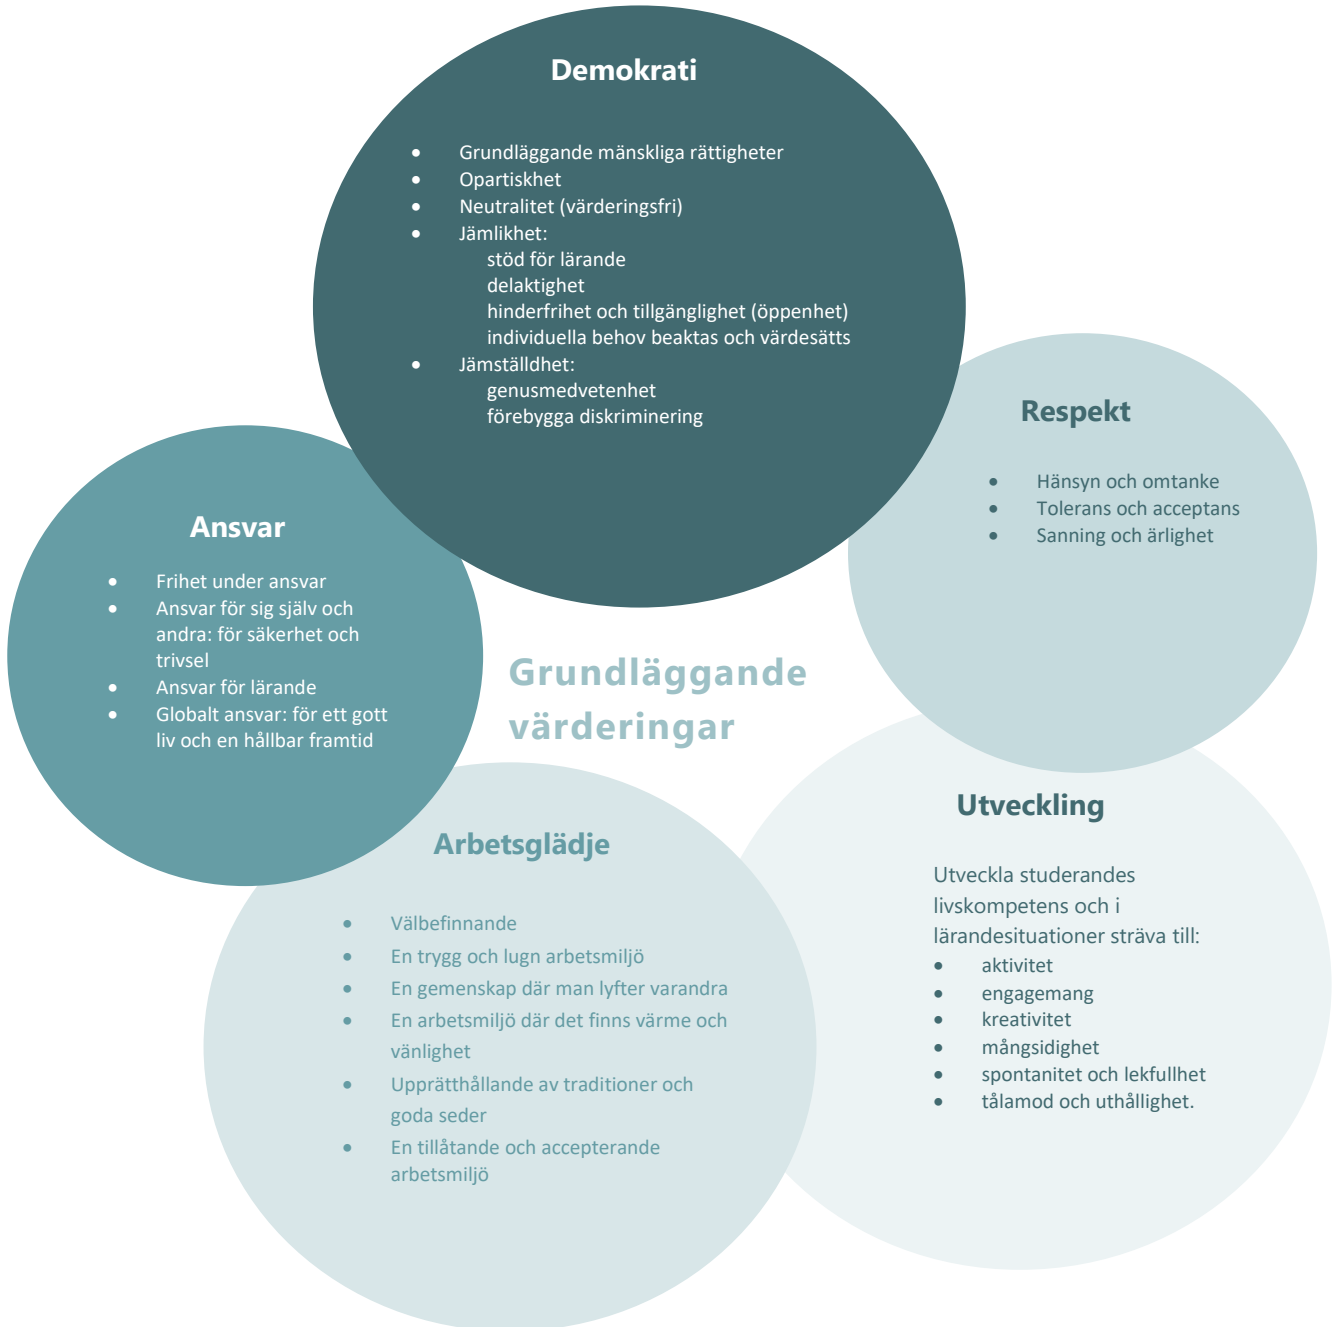 Demokrati
• Grundläggande mänskliga rättigheter
• Opartiskhet
• Neutralitet (värderingsfri)
• Jämlikhet:
stöd för lärande
delaktighet
hinderfrihet och tillgänglighet (öppenhet)
individuella behov beaktas och värdesätts
• Jämställdhet:
genusmedvetenhet
förebygga diskriminering
Respekt
• Hänsyn och omtanke
• Tolerans och acceptans
• Sanning och ärlighet
Ansvar
• Frihet under ansvar
• Ansvar för sig själv och
andra: för säkerhet och
trivsel
• Ansvar för lärande
• Globalt ansvar: för ett gott
liv och en hållbar framtid
Grundläggande
värderingar
Utveckling
Utveckla studerandes
livskompetens och i
lärandesituationer sträva till:
• aktivitet
• engagemang
• kreativitet
• mångsidighet
• spontanitet och lekfullhet
• tålamod och uthållighet.
Arbetsglädje
• Välbefinnande
• En trygg och lugn arbetsmiljö
• En gemenskap där man lyfter varandra
• En arbetsmiljö där det finns värme och
vänlighet
• Upprätthållande av traditioner och
goda seder
• En tillåtande och accepterande
arbetsmiljö